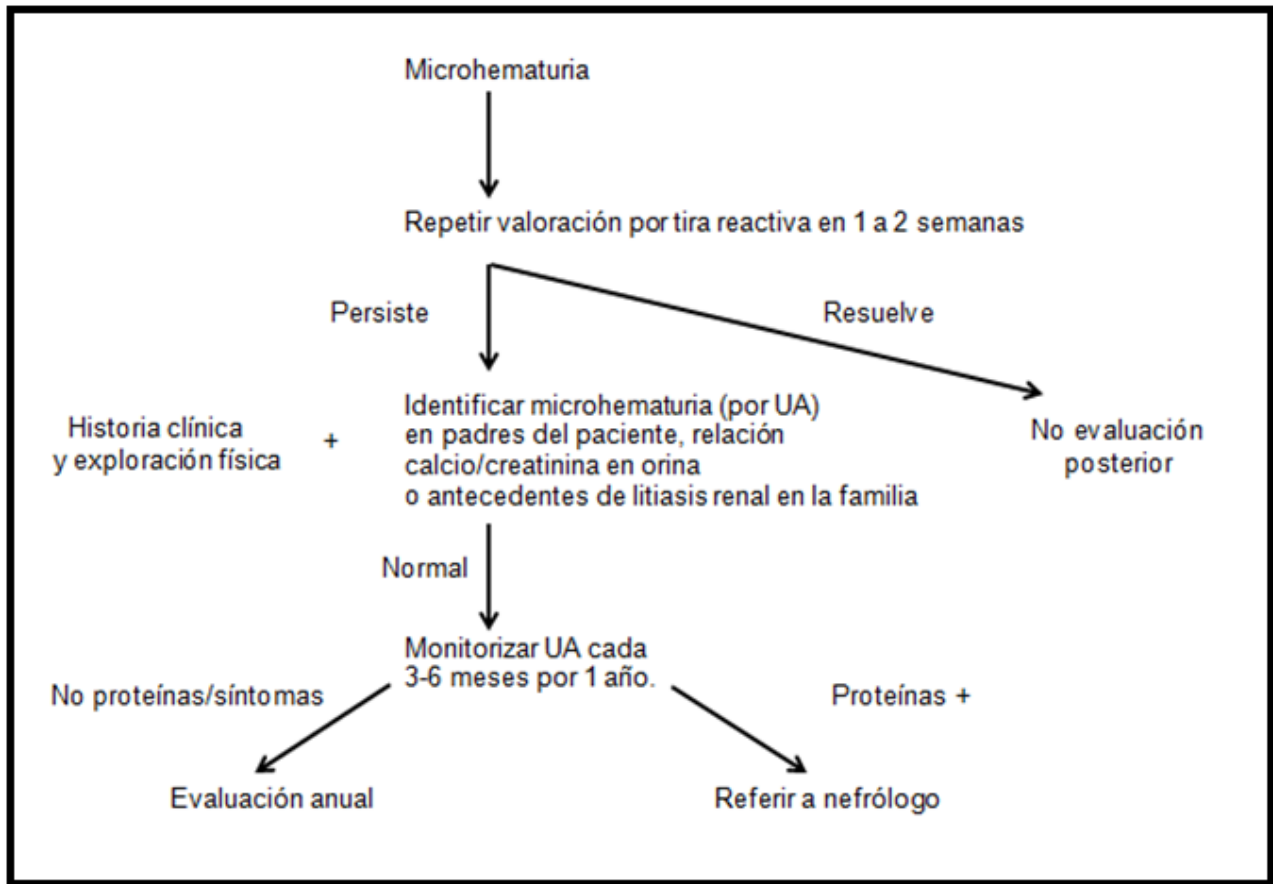 Microhematuria
Repetir valoración por tira reactiva en 1 a 2 semanas
Persiste
Resuelve
Historia clínica
y exploración física
+
Identificar microhematuria (por UA)
en padres del paciente, relación
calcio/creatinina en orina
o antecedentes de litiasis renal en la familia
No evaluación
posterior
Normal
Monitorizar UA cada
3-6 meses por 1 año.
No proteínas/síntomas
Proteínas +
Evaluación anual
Referir a nefrólogo